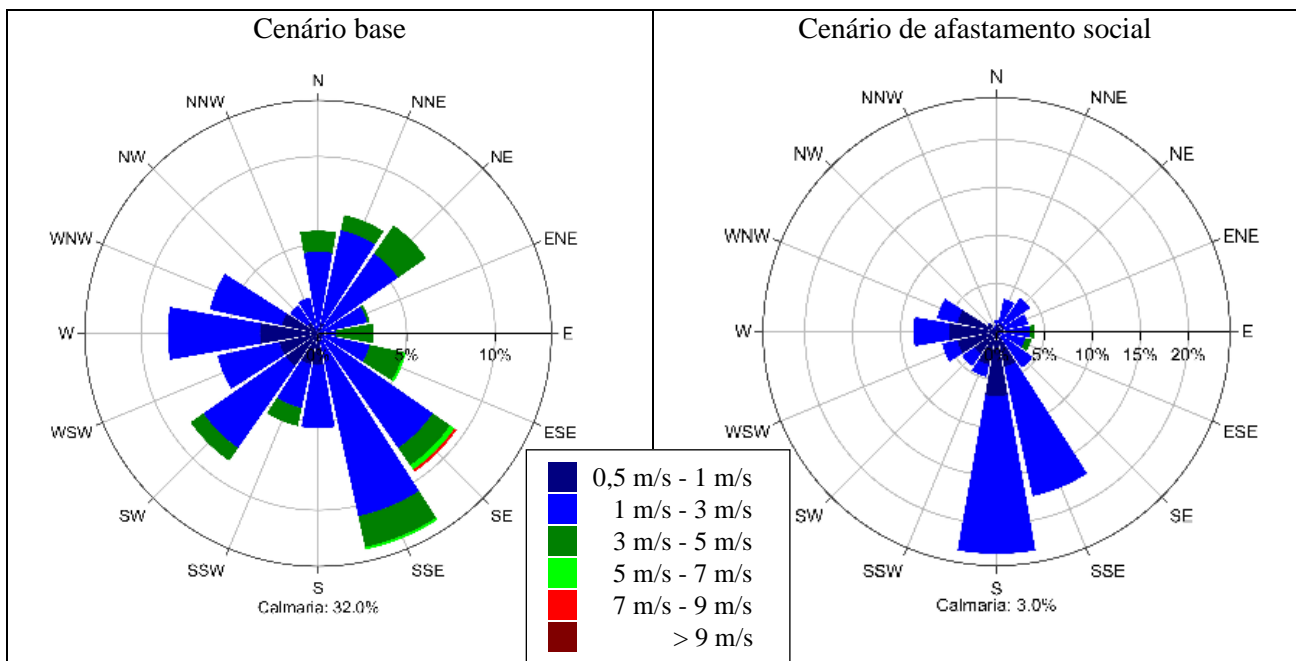 Cenário base
N
NNW
NNE
NW
NE
WNW
ENE
W
E
5%
10%
WSW
ESE
SW
SE
SSW
SSE
S
Calmaria: 32.0%
Cenário de afastamento social
N
NNW
NNE
NW
NE
WNW
ENE
W
E
0%
5%
10%
15%
20%
WSW
ESE
SW
SE
SSW
SSE
S
Calmaria: 3.0%
0,5 m/s - 1 m/s
1 m/s - 3 m/s
3 m/s - 5 m/s
5 m/s - 7 m/s
7 m/s - 9 m/s
> 9 m/s